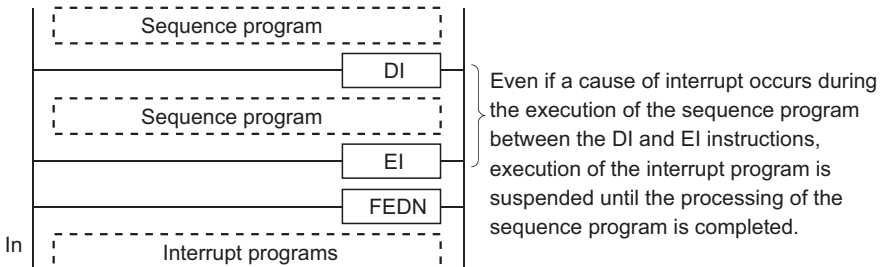 Sequence program
DI
Sequence program
EI
FEDN
In
Interrupt programs
Even if a cause of interrupt occurs during
the execution of the sequence program
between the DI and EI instructions,
execution of the interrupt program is
suspended until the processing of the
sequence program is completed.